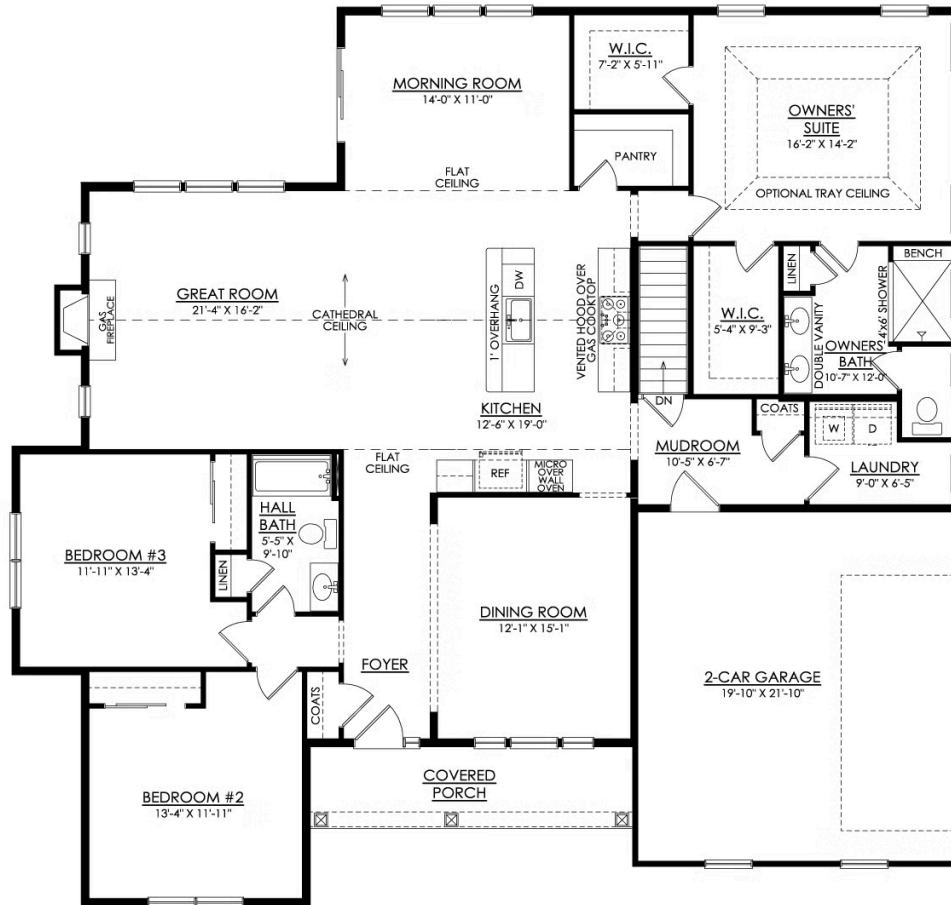 W.I.C.
7'-2" X 5'-11"
MORNING ROOM
14'-0" X 11'-0"
OWNERS'
SUITE
16'-2" X 14'-2"
PANTRY
FLAT
CEILING
OPTIONAL TRAY CEILING
GREAT ROOM
21'-4" X 16'-2"
GAS
FIREPLACE
CATHEDRAL
CEILING
1' OVERHANG
DW
VENTED HOOD OVER
GAS COOKTOP
KITCHEN
12'-6" X 19'-0"
W.I.C.
5'-4" X 9'-3"
LINEN
BENCH
4'x6' SHOWER
DOUBLE VANITY
OWNERS'
BATH
10'-7" X 12'-0"
DN
COATS
W
D
MUDROOM
10'-5" X 6'-7"
LAUNDRY
9'-0" X 6'-5"
FLAT
CEILING
REF
MICRO
OVER
WALL
OVEN
HALL
BATH
5'-5" X
9'-10"
LINEN
BEDROOM #3
11'-11" X 13'-4"
DINING ROOM
12'-1" X 15'-1"
FOYER
COATS
2-CAR GARAGE
19'-10" X 21'-10"
COVERED
PORCH
BEDROOM #2
13'-4" X 11'-11"